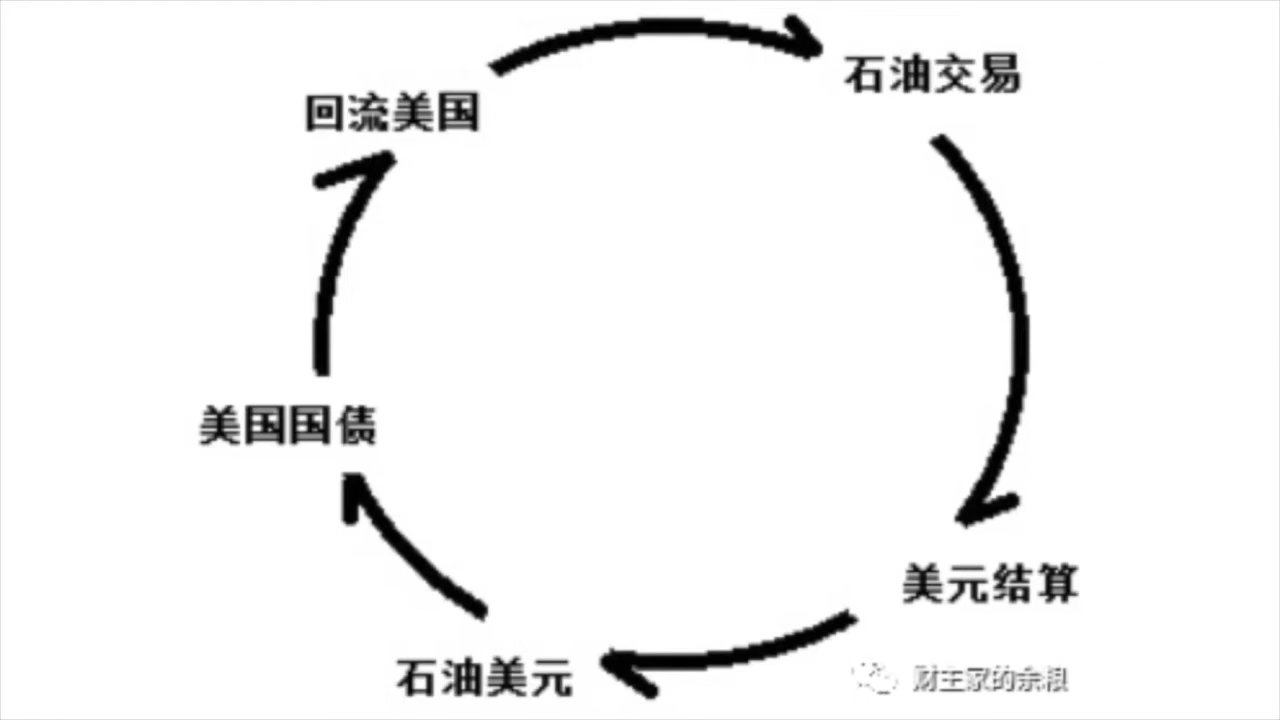 石油交易
回流美国
美国国债
美元结算
石油美元
财主家的余粮